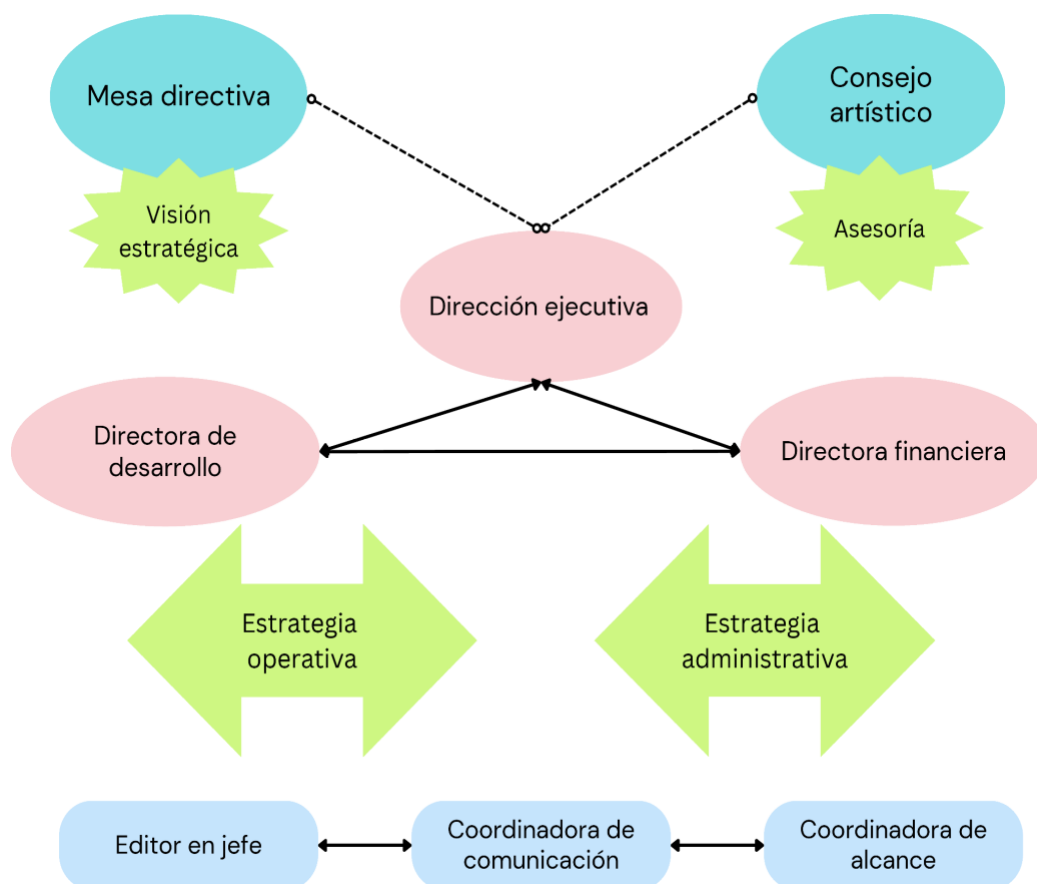 Mesa directiva
Consejo
artístico
Visión
estratégica
Asesoría
Dirección ejecutiva
Directora de
desarrollo
Directora financiera
Estrategia
operativa
Estrategia
administrativa
Editor en jefe
Coordinadora de
comunicación
Coordinadora de
alcance